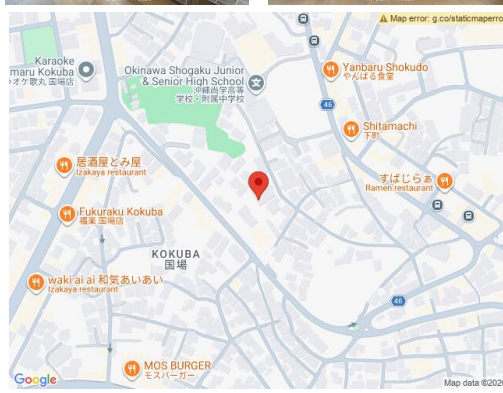 Map error: g.co/staticmaperro
Karaoke
maru Kokuba
ラオケ歌丸 国場店
Okinawa Shogaku Junior
& Senior High School
沖縄尚学高等
学校・附属中学校
Yanbaru Shokudo
やんばる食堂
46
Shitamachi
下町
居酒屋とみ屋
Izakaya restaurant
すばじらぁ
Ramen restaurant
Fukuraku Kokuba
福楽 国場店
KOKUBA
国場
waki ai ai 和気あいあい
Izakaya restaurant
46
MOS BURGER
モスバーガー
Google
Map data ©202